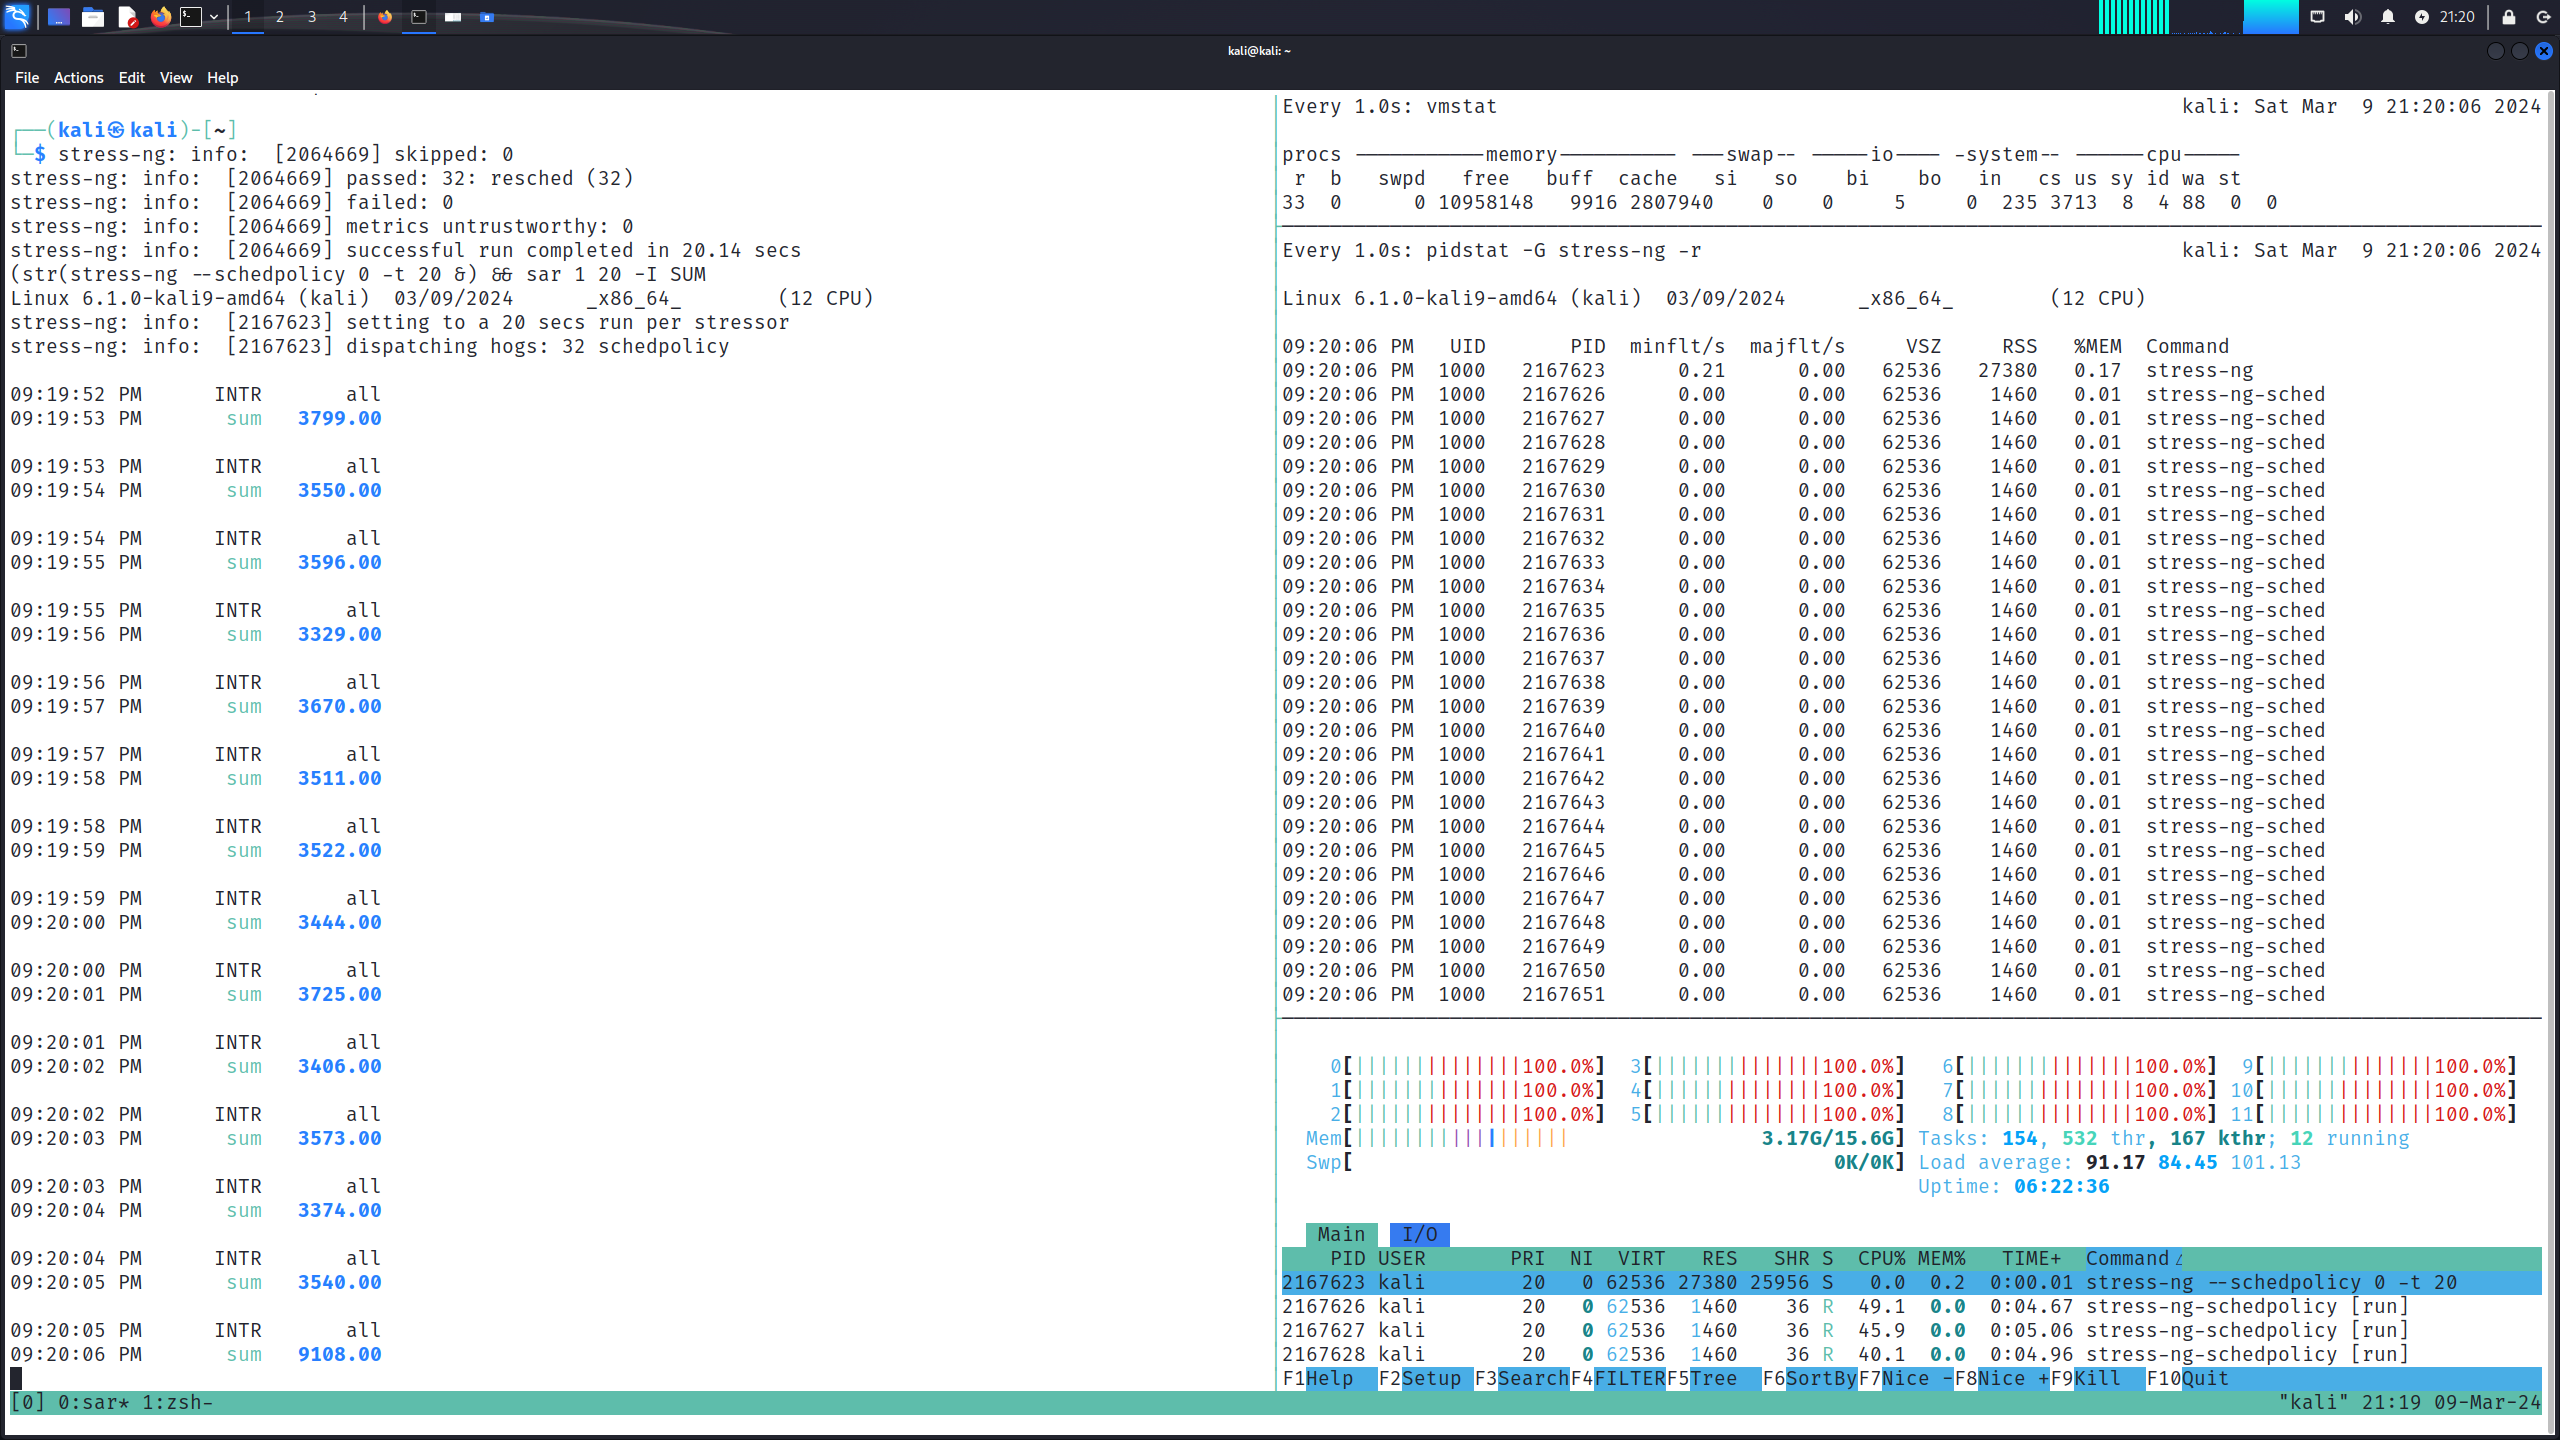 1 2 3 4 21:20
kali@kali: ~
File Actions Edit View Help
(kali㉿kali)-[~]
$ stress-ng: info:  [2064669] skipped: 0
stress-ng: info:  [2064669] passed: 32: resched (32)
stress-ng: info:  [2064669] failed: 0
stress-ng: info:  [2064669] metrics untrustworthy: 0
stress-ng: info:  [2064669] successful run completed in 20.14 secs
(str(stress-ng --schedpolicy 0 -t 20 &) && sar 1 20 -I SUM
Linux 6.1.0-kali9-amd64 (kali)  03/09/2024      _x86_64_        (12 CPU)
stress-ng: info:  [2167623] setting to a 20 secs run per stressor
stress-ng: info:  [2167623] dispatching hogs: 32 schedpolicy
09:19:52 PM      INTR       all
09:19:53 PM       sum   3799.00
09:19:53 PM      INTR       all
09:19:54 PM       sum   3550.00
09:19:54 PM      INTR       all
09:19:55 PM       sum   3596.00
09:19:55 PM      INTR       all
09:19:56 PM       sum   3329.00
09:19:56 PM      INTR       all
09:19:57 PM       sum   3670.00
09:19:57 PM      INTR       all
09:19:58 PM       sum   3511.00
09:19:58 PM      INTR       all
09:19:59 PM       sum   3522.00
09:19:59 PM      INTR       all
09:20:00 PM       sum   3444.00
09:20:00 PM      INTR       all
09:20:01 PM       sum   3725.00
09:20:01 PM      INTR       all
09:20:02 PM       sum   3406.00
09:20:02 PM      INTR       all
09:20:03 PM       sum   3573.00
09:20:03 PM      INTR       all
09:20:04 PM       sum   3374.00
09:20:04 PM      INTR       all
09:20:05 PM       sum   3540.00
09:20:05 PM      INTR       all
09:20:06 PM       sum   9108.00
Every 1.0s: vmstat kali: Sat Mar  9 21:20:06 2024
procs -----------memory---------- ---swap-- -----io---- -system-- ------cpu-----
r  b   swpd   free   buff  cache   si   so    bi    bo   in   cs us sy id wa st
33  0      0 10958148   9916 2807940    0    0     5     0  235 3713  8  4 88  0  0
Every 1.0s: pidstat -G stress-ng -r kali: Sat Mar  9 21:20:06 2024
Linux 6.1.0-kali9-amd64 (kali)  03/09/2024      _x86_64_        (12 CPU)
09:20:06 PM   UID       PID  minflt/s  majflt/s     VSZ     RSS   %MEM  Command
09:20:06 PM  1000   2167623      0.21      0.00   62536   27380   0.17  stress-ng
09:20:06 PM  1000   2167626      0.00      0.00   62536    1460   0.01  stress-ng-sched
09:20:06 PM  1000   2167627      0.00      0.00   62536    1460   0.01  stress-ng-sched
09:20:06 PM  1000   2167628      0.00      0.00   62536    1460   0.01  stress-ng-sched
09:20:06 PM  1000   2167629      0.00      0.00   62536    1460   0.01  stress-ng-sched
09:20:06 PM  1000   2167630      0.00      0.00   62536    1460   0.01  stress-ng-sched
09:20:06 PM  1000   2167631      0.00      0.00   62536    1460   0.01  stress-ng-sched
09:20:06 PM  1000   2167632      0.00      0.00   62536    1460   0.01  stress-ng-sched
09:20:06 PM  1000   2167633      0.00      0.00   62536    1460   0.01  stress-ng-sched
09:20:06 PM  1000   2167634      0.00      0.00   62536    1460   0.01  stress-ng-sched
09:20:06 PM  1000   2167635      0.00      0.00   62536    1460   0.01  stress-ng-sched
09:20:06 PM  1000   2167636      0.00      0.00   62536    1460   0.01  stress-ng-sched
09:20:06 PM  1000   2167637      0.00      0.00   62536    1460   0.01  stress-ng-sched
09:20:06 PM  1000   2167638      0.00      0.00   62536    1460   0.01  stress-ng-sched
09:20:06 PM  1000   2167639      0.00      0.00   62536    1460   0.01  stress-ng-sched
09:20:06 PM  1000   2167640      0.00      0.00   62536    1460   0.01  stress-ng-sched
09:20:06 PM  1000   2167641      0.00      0.00   62536    1460   0.01  stress-ng-sched
09:20:06 PM  1000   2167642      0.00      0.00   62536    1460   0.01  stress-ng-sched
09:20:06 PM  1000   2167643      0.00      0.00   62536    1460   0.01  stress-ng-sched
09:20:06 PM  1000   2167644      0.00      0.00   62536    1460   0.01  stress-ng-sched
09:20:06 PM  1000   2167645      0.00      0.00   62536    1460   0.01  stress-ng-sched
09:20:06 PM  1000   2167646      0.00      0.00   62536    1460   0.01  stress-ng-sched
09:20:06 PM  1000   2167647      0.00      0.00   62536    1460   0.01  stress-ng-sched
09:20:06 PM  1000   2167648      0.00      0.00   62536    1460   0.01  stress-ng-sched
09:20:06 PM  1000   2167649      0.00      0.00   62536    1460   0.01  stress-ng-sched
09:20:06 PM  1000   2167650      0.00      0.00   62536    1460   0.01  stress-ng-sched
09:20:06 PM  1000   2167651      0.00      0.00   62536    1460   0.01  stress-ng-sched
0[||||||||||||||100.0%]  3[||||||||||||||100.0%]  6[||||||||||||||100.0%]  9[||||||||||||||100.0%]
1[||||||||||||||100.0%]  4[||||||||||||||100.0%]  7[||||||||||||||100.0%] 10[||||||||||||||100.0%]
2[||||||||||||||100.0%]  5[||||||||||||||100.0%]  8[||||||||||||||100.0%] 11[||||||||||||||100.0%]
Mem[||||||||||||||||||3.17G/15.6G] Tasks: 154, 532 thr, 167 kthr; 12 running
Swp[0K/0K] Load average: 91.17 84.45 101.13
Uptime: 06:22:36
Main I/O
PID USER       PRI  NI  VIRT   RES   SHR S  CPU% MEM%   TIME+  Command△
2167623 kali        20   0 62536 27380 25956 S   0.0  0.2  0:00.01 stress-ng --schedpolicy 0 -t 20
2167626 kali        20   0 62536  1460    36 R  49.1  0.0  0:04.67 stress-ng-schedpolicy [run]
2167627 kali        20   0 62536  1460    36 R  45.9  0.0  0:05.06 stress-ng-schedpolicy [run]
2167628 kali        20   0 62536  1460    36 R  40.1  0.0  0:04.96 stress-ng-schedpolicy [run]
F1Help  F2Setup F3SearchF4FILTERF5Tree  F6SortByF7Nice -F8Nice +F9Kill  F10Quit
[0] 0:sar* 1:zsh- "kali" 21:19 09-Mar-24